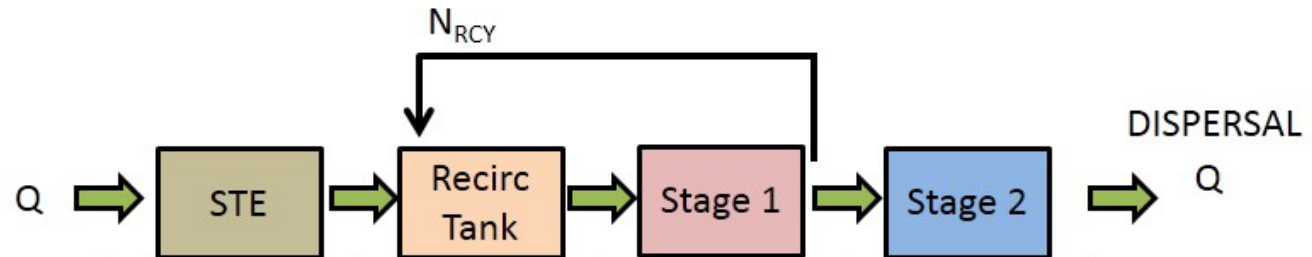 N_RCY
DISPERSAL
Q
STE
Recirc
Tank
Stage 1
Stage 2
Q